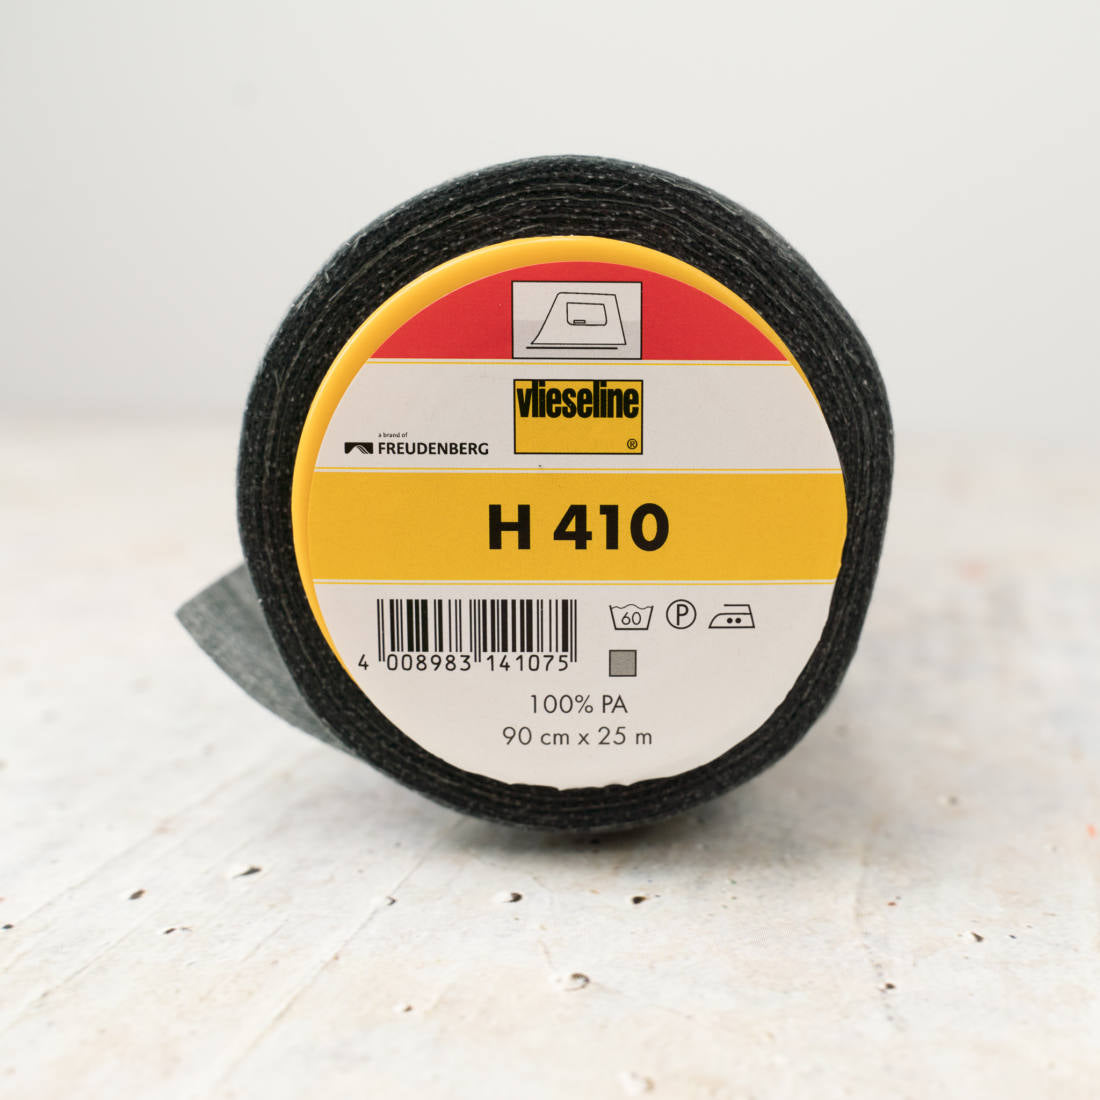 vlieseline
®
a brand of
FREUDENBERG
H 410
4 008983 141075
60 P
100% PA
90 cm x 25 m